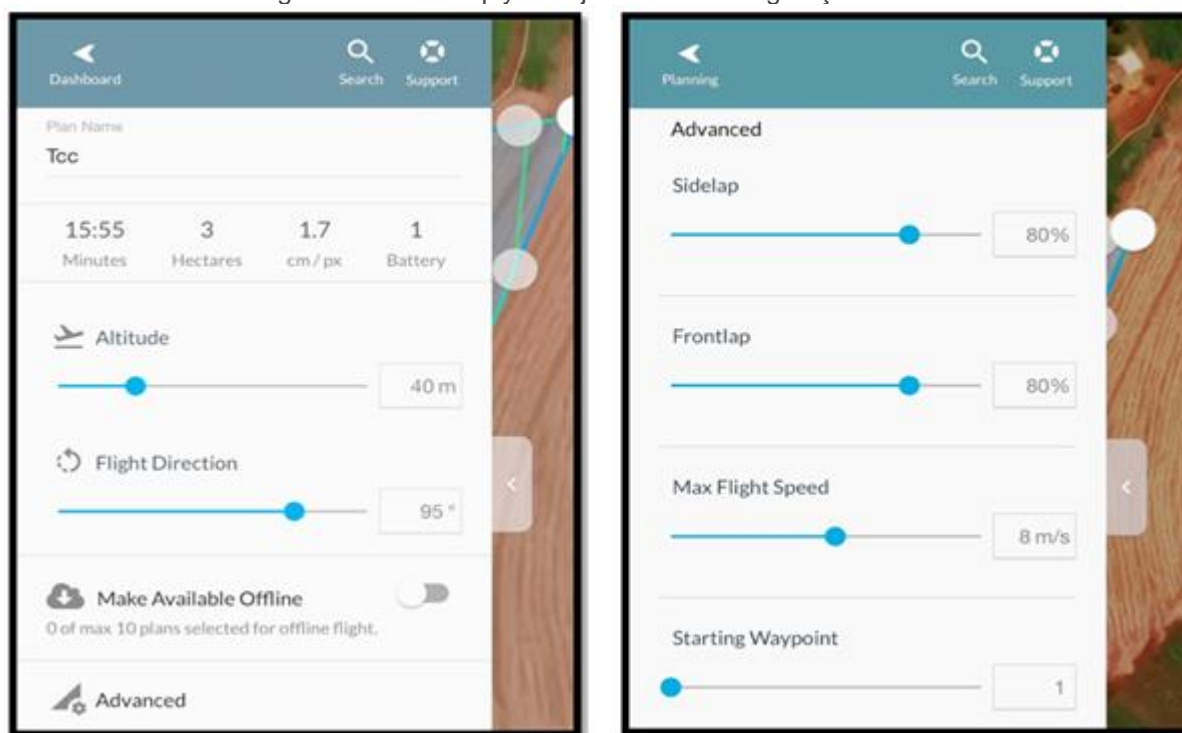 Dashboard
Search
Support
Plan Name
Tcc
15:55
3
1.7
1
Minutes
Hectares
cm / px
Battery
Altitude
40 m
Flight Direction
95 °
Make Available Offline
0 of max 10 plans selected for offline flight.
Advanced
Planning
Search
Support
Advanced
Sidelap
80%
Frontlap
80%
Max Flight Speed
8 m/s
Starting Waypoint
1